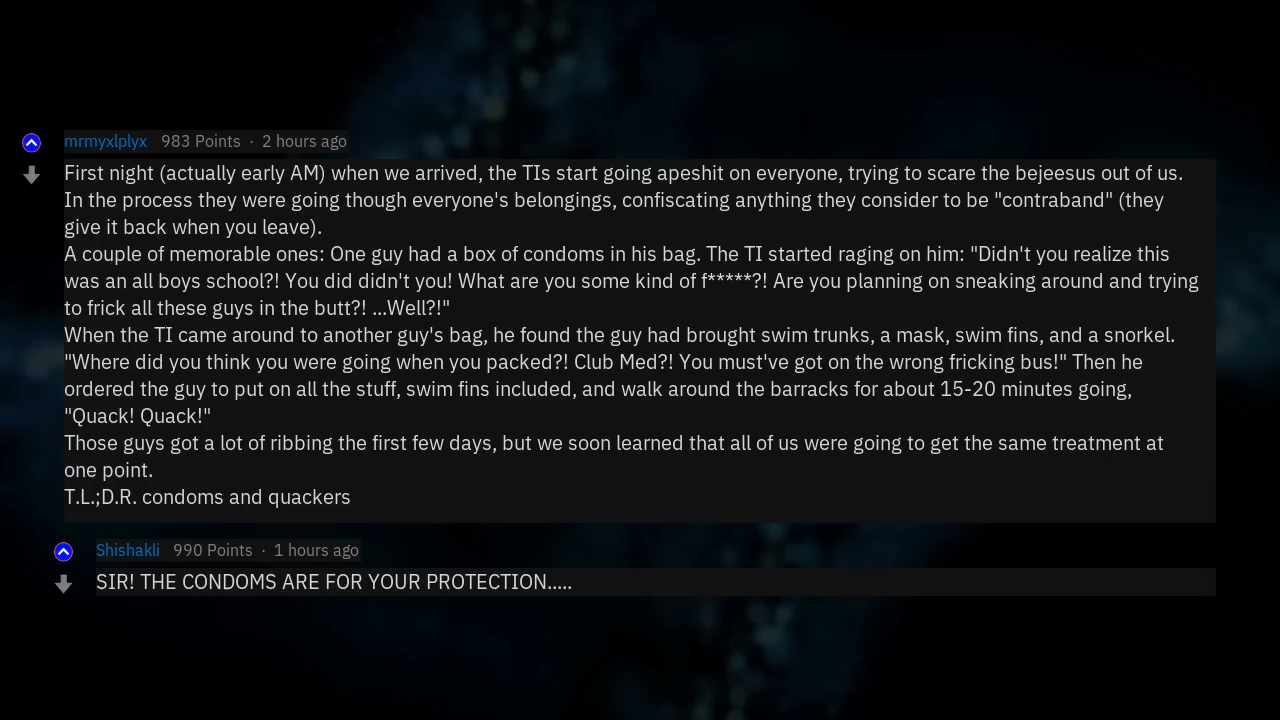 mrmyxlplyx 983 Points · 2 hours ago
First night (actually early AM) when we arrived, the TIs start going apeshit on everyone, trying to scare the bejeesus out of us.
In the process they were going though everyone's belongings, confiscating anything they consider to be "contraband" (they
give it back when you leave).
A couple of memorable ones: One guy had a box of condoms in his bag. The TI started raging on him: "Didn't you realize this
was an all boys school?! You did didn't you! What are you some kind of f*****?! Are you planning on sneaking around and trying
to frick all these guys in the butt?! ...Well?!"
When the TI came around to another guy's bag, he found the guy had brought swim trunks, a mask, swim fins, and a snorkel.
"Where did you think you were going when you packed?! Club Med?! You must've got on the wrong fricking bus!" Then he
ordered the guy to put on all the stuff, swim fins included, and walk around the barracks for about 15-20 minutes going,
"Quack! Quack!"
Those guys got a lot of ribbing the first few days, but we soon learned that all of us were going to get the same treatment at
one point.
T.L.;D.R. condoms and quackers
Shishakli 990 Points · 1 hours ago
SIR! THE CONDOMS ARE FOR YOUR PROTECTION.....